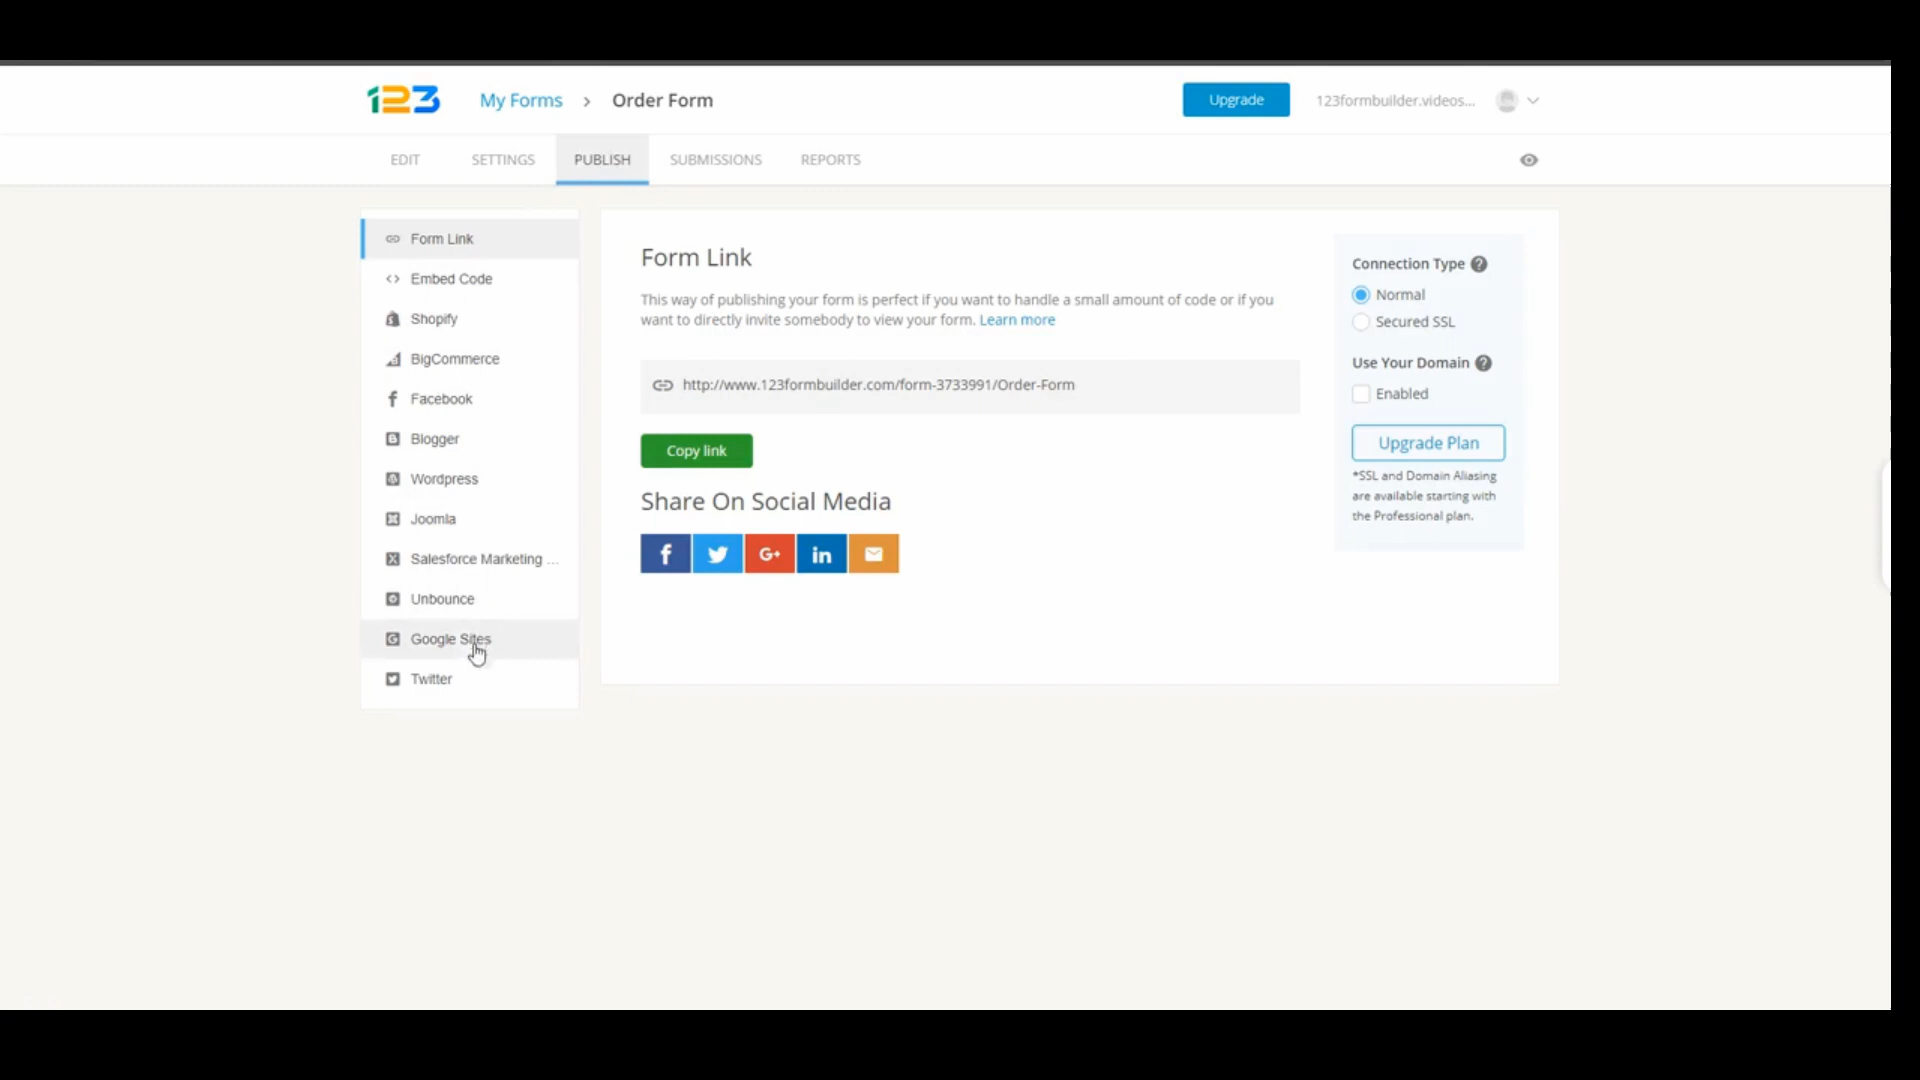 123
My Forms > Order Form
Upgrade
123formbuilder.videos...
EDIT
SETTINGS
PUBLISH
SUBMISSIONS
REPORTS
Form Link
Embed Code
Shopify
BigCommerce
Facebook
Blogger
Wordpress
Joomla
Salesforce Marketing ...
Unbounce
Google Sites
Twitter
Form Link
This way of publishing your form is perfect if you want to handle a small amount of code or if you
want to directly invite somebody to view your form. Learn more
http://www.123formbuilder.com/form-3733991/Order-Form
Copy link
Share On Social Media
f
G+
in
Connection Type ?
Normal
Secured SSL
Use Your Domain ?
Enabled
Upgrade Plan
*SSL and Domain Aliasing
are available starting with
the Professional plan.